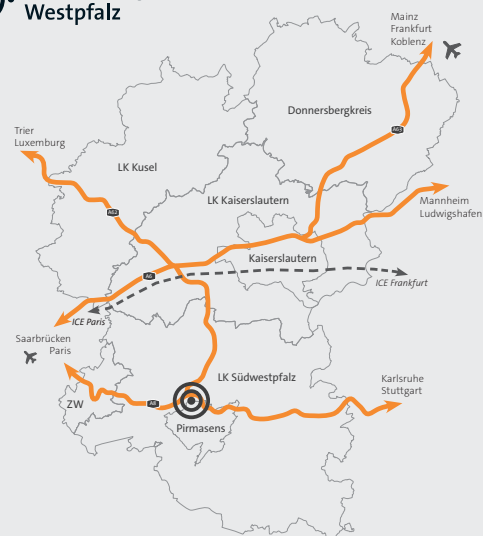 Westpfalz
Mainz
Frankfurt
Koblenz
Donnersbergkreis
A63
Trier
Luxemburg
LK Kusel
LK Kaiserslautern
Mannheim
Ludwigshafen
A62
Kaiserslautern
A6
ICE Frankfurt
ICE Paris
Saarbrücken
Paris
LK Südwestpfalz
Karlsruhe
Stuttgart
ZW
A8
Pirmasens